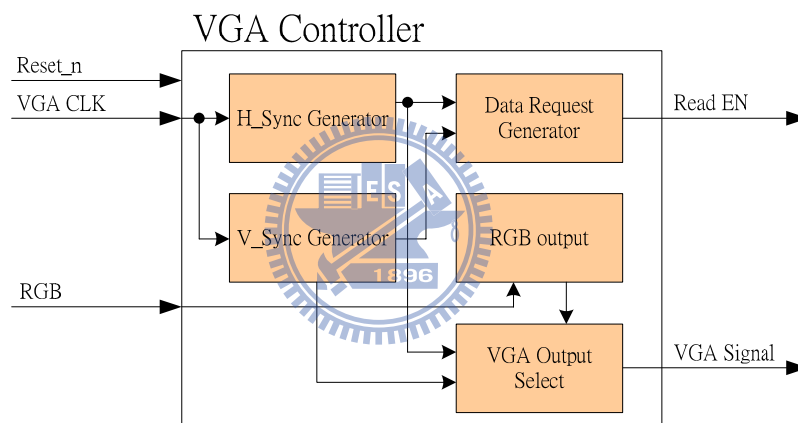 VGA Controller
Reset_n
VGA CLK
H_Sync Generator
Data Request
Generator
Read EN
ESA
V_Sync Generator
RGB output
1896
RGB
VGA Output
Select
VGA Signal